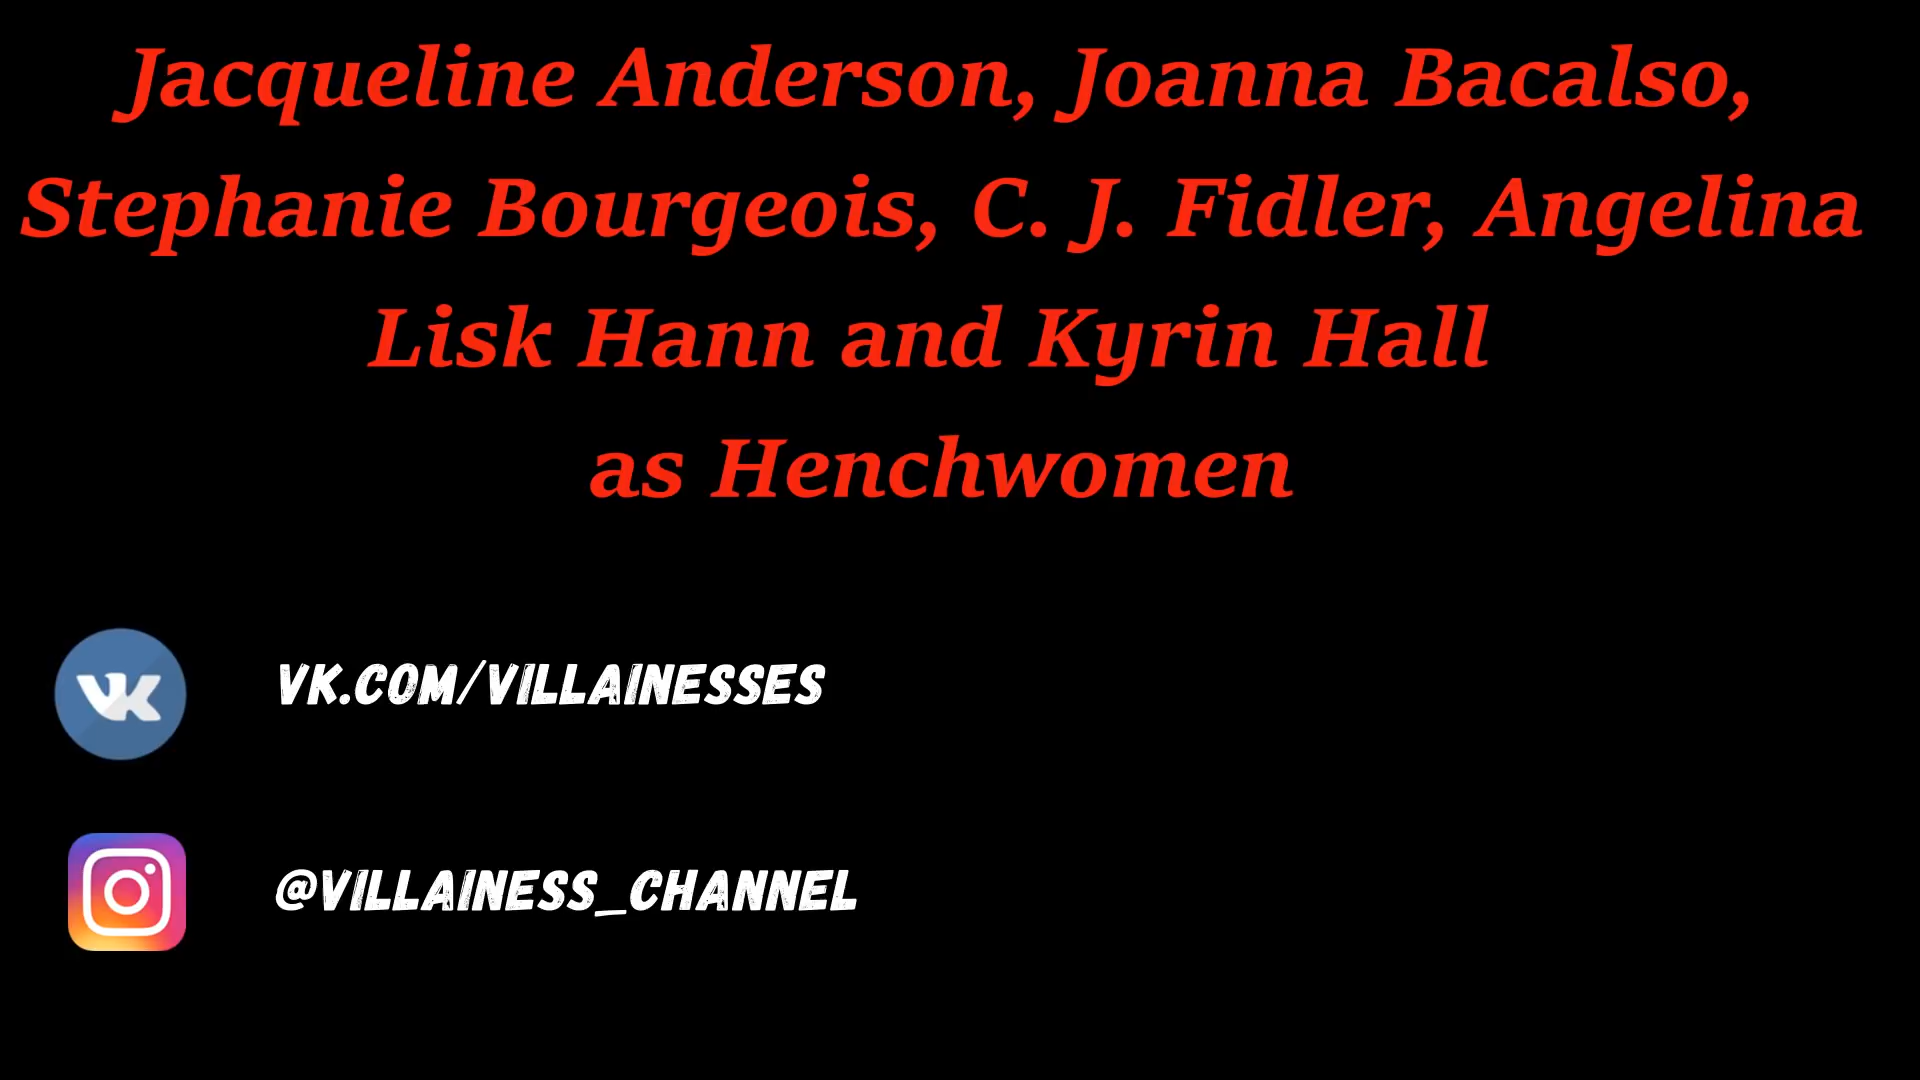 Jacqueline Anderson, Joanna Bacalso,
Stephanie Bourgeois, C. J. Fidler, Angelina
Lisk Hann and Kyrin Hall
as Henchwomen
VK.COM/VILLAINESSES
@VILLAINESS_CHANNEL